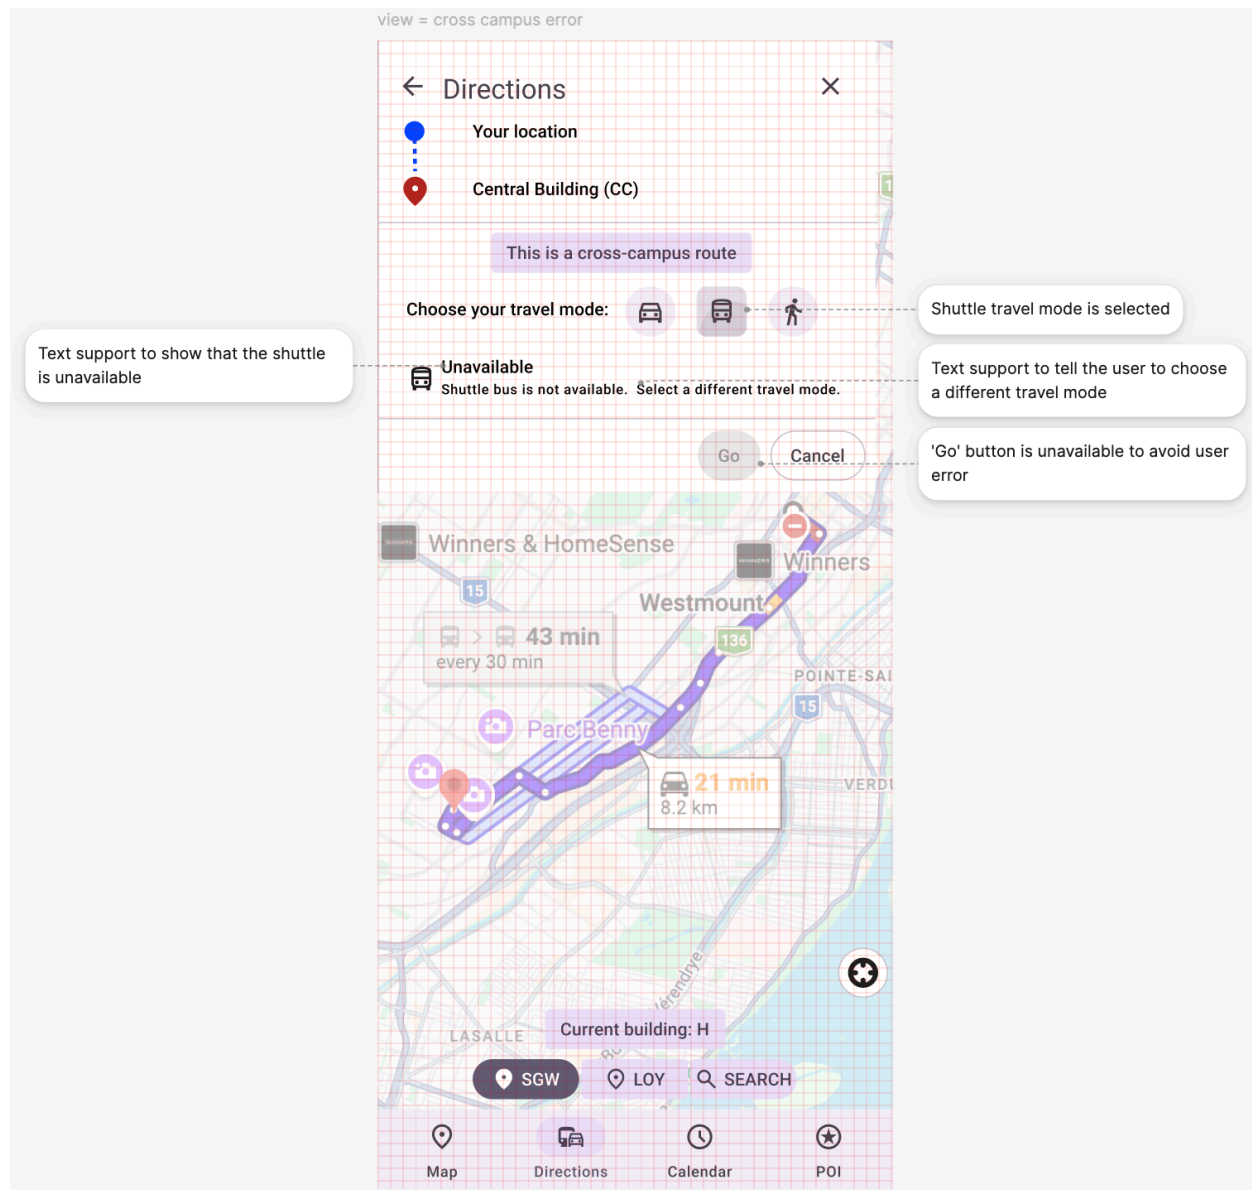 view = cross campus error
Directions
Your location
Central Building (CC)
This is a cross-campus route
Choose your travel mode:
Shuttle travel mode is selected
Text support to show that the shuttle
is unavailable
Unavailable
Shuttle bus is not available. Select a different travel mode.
Text support to tell the user to choose
a different travel mode
Go
Cancel
'Go' button is unavailable to avoid user
error
Winners & HomeSense
Winners
15
Westmount
43 min
every 30 min
136
POINTE-SAI
15
Parc Benny
21 min
8.2 km
VERDU
Vérendrye
LASALLE
Current building: H
SGW
LOY
SEARCH
Map
Directions
Calendar
POI